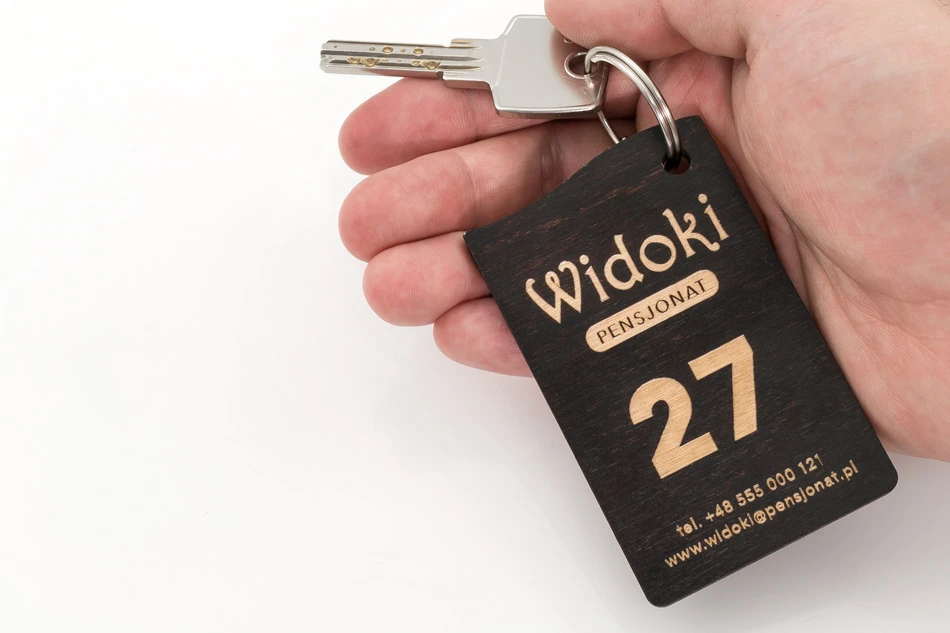 Widoki
PENSJONAT
27
tel. +48 555 000 121
www.widoki@pensjonat.pl